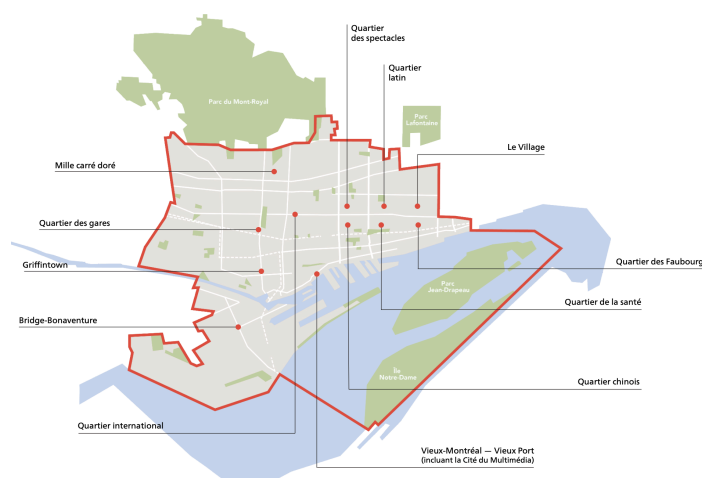 Quartier
des spectacles
Quartier
latin
Parc du Mont-Royal
Parc
Lafontaine
Le Village
Mille carré doré
Quartier des gares
Griffintown
Quartier des Faubourg
Parc
Jean-Drapeau
Quartier de la santé
Bridge-Bonaventure
Île
Notre-Dame
Quartier chinois
Quartier international
Vieux-Montréal — Vieux Port
(incluant la Cité du Multimédia)